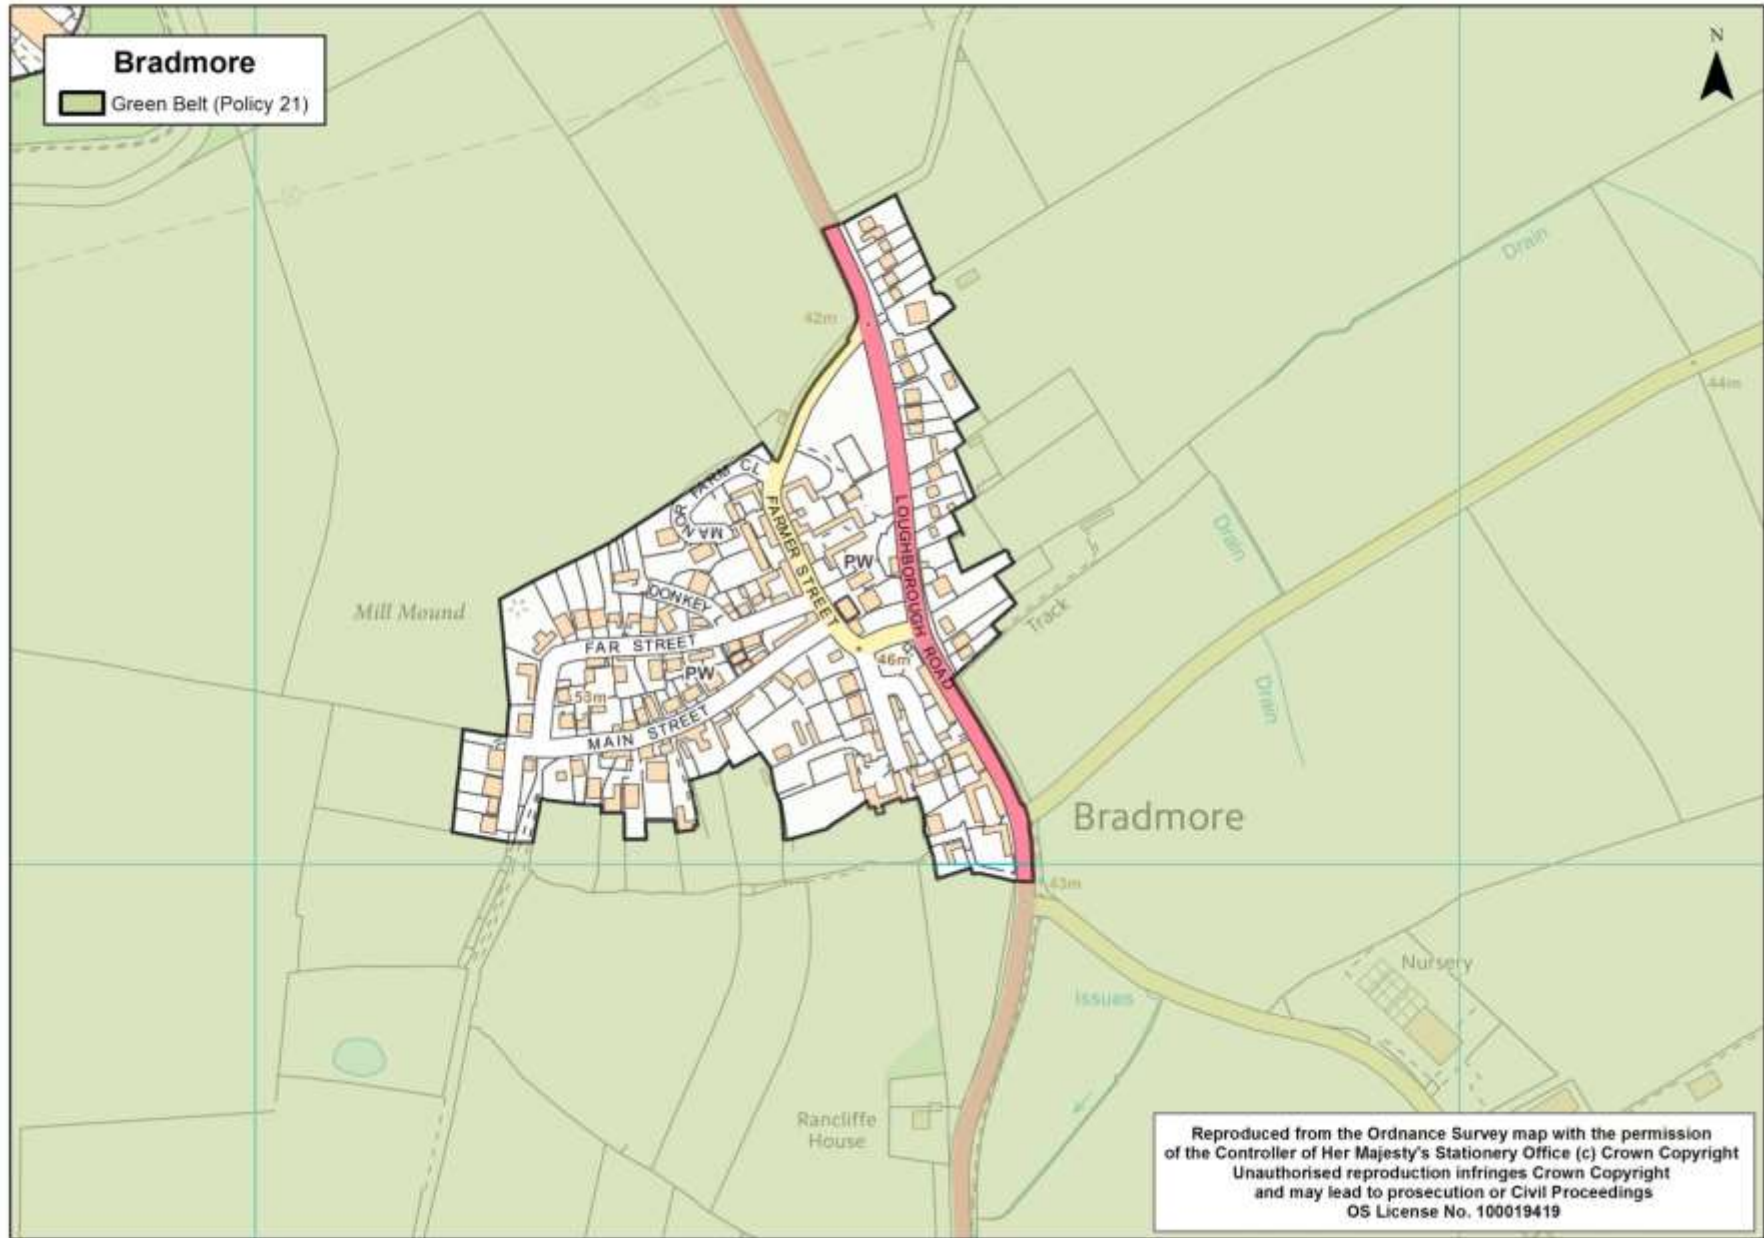 Bradmore
Green Belt (Policy 21)
N
Drain
42m
44m
MANOR FARM CL
FARMER STREET
LOUGHBOROUGH ROAD
PW
Drain
DONKEY L
Mill Mound
Track
FAR STREET
46m
PW
Drain
53m
MAIN STREET
Bradmore
43m
Nursery
Issues
Rancliffe
House
Reproduced from the Ordnance Survey map with the permission
of the Controller of Her Majesty's Stationery Office (c) Crown Copyright
Unauthorised reproduction infringes Crown Copyright
and may lead to prosecution or Civil Proceedings
OS License No. 100019419